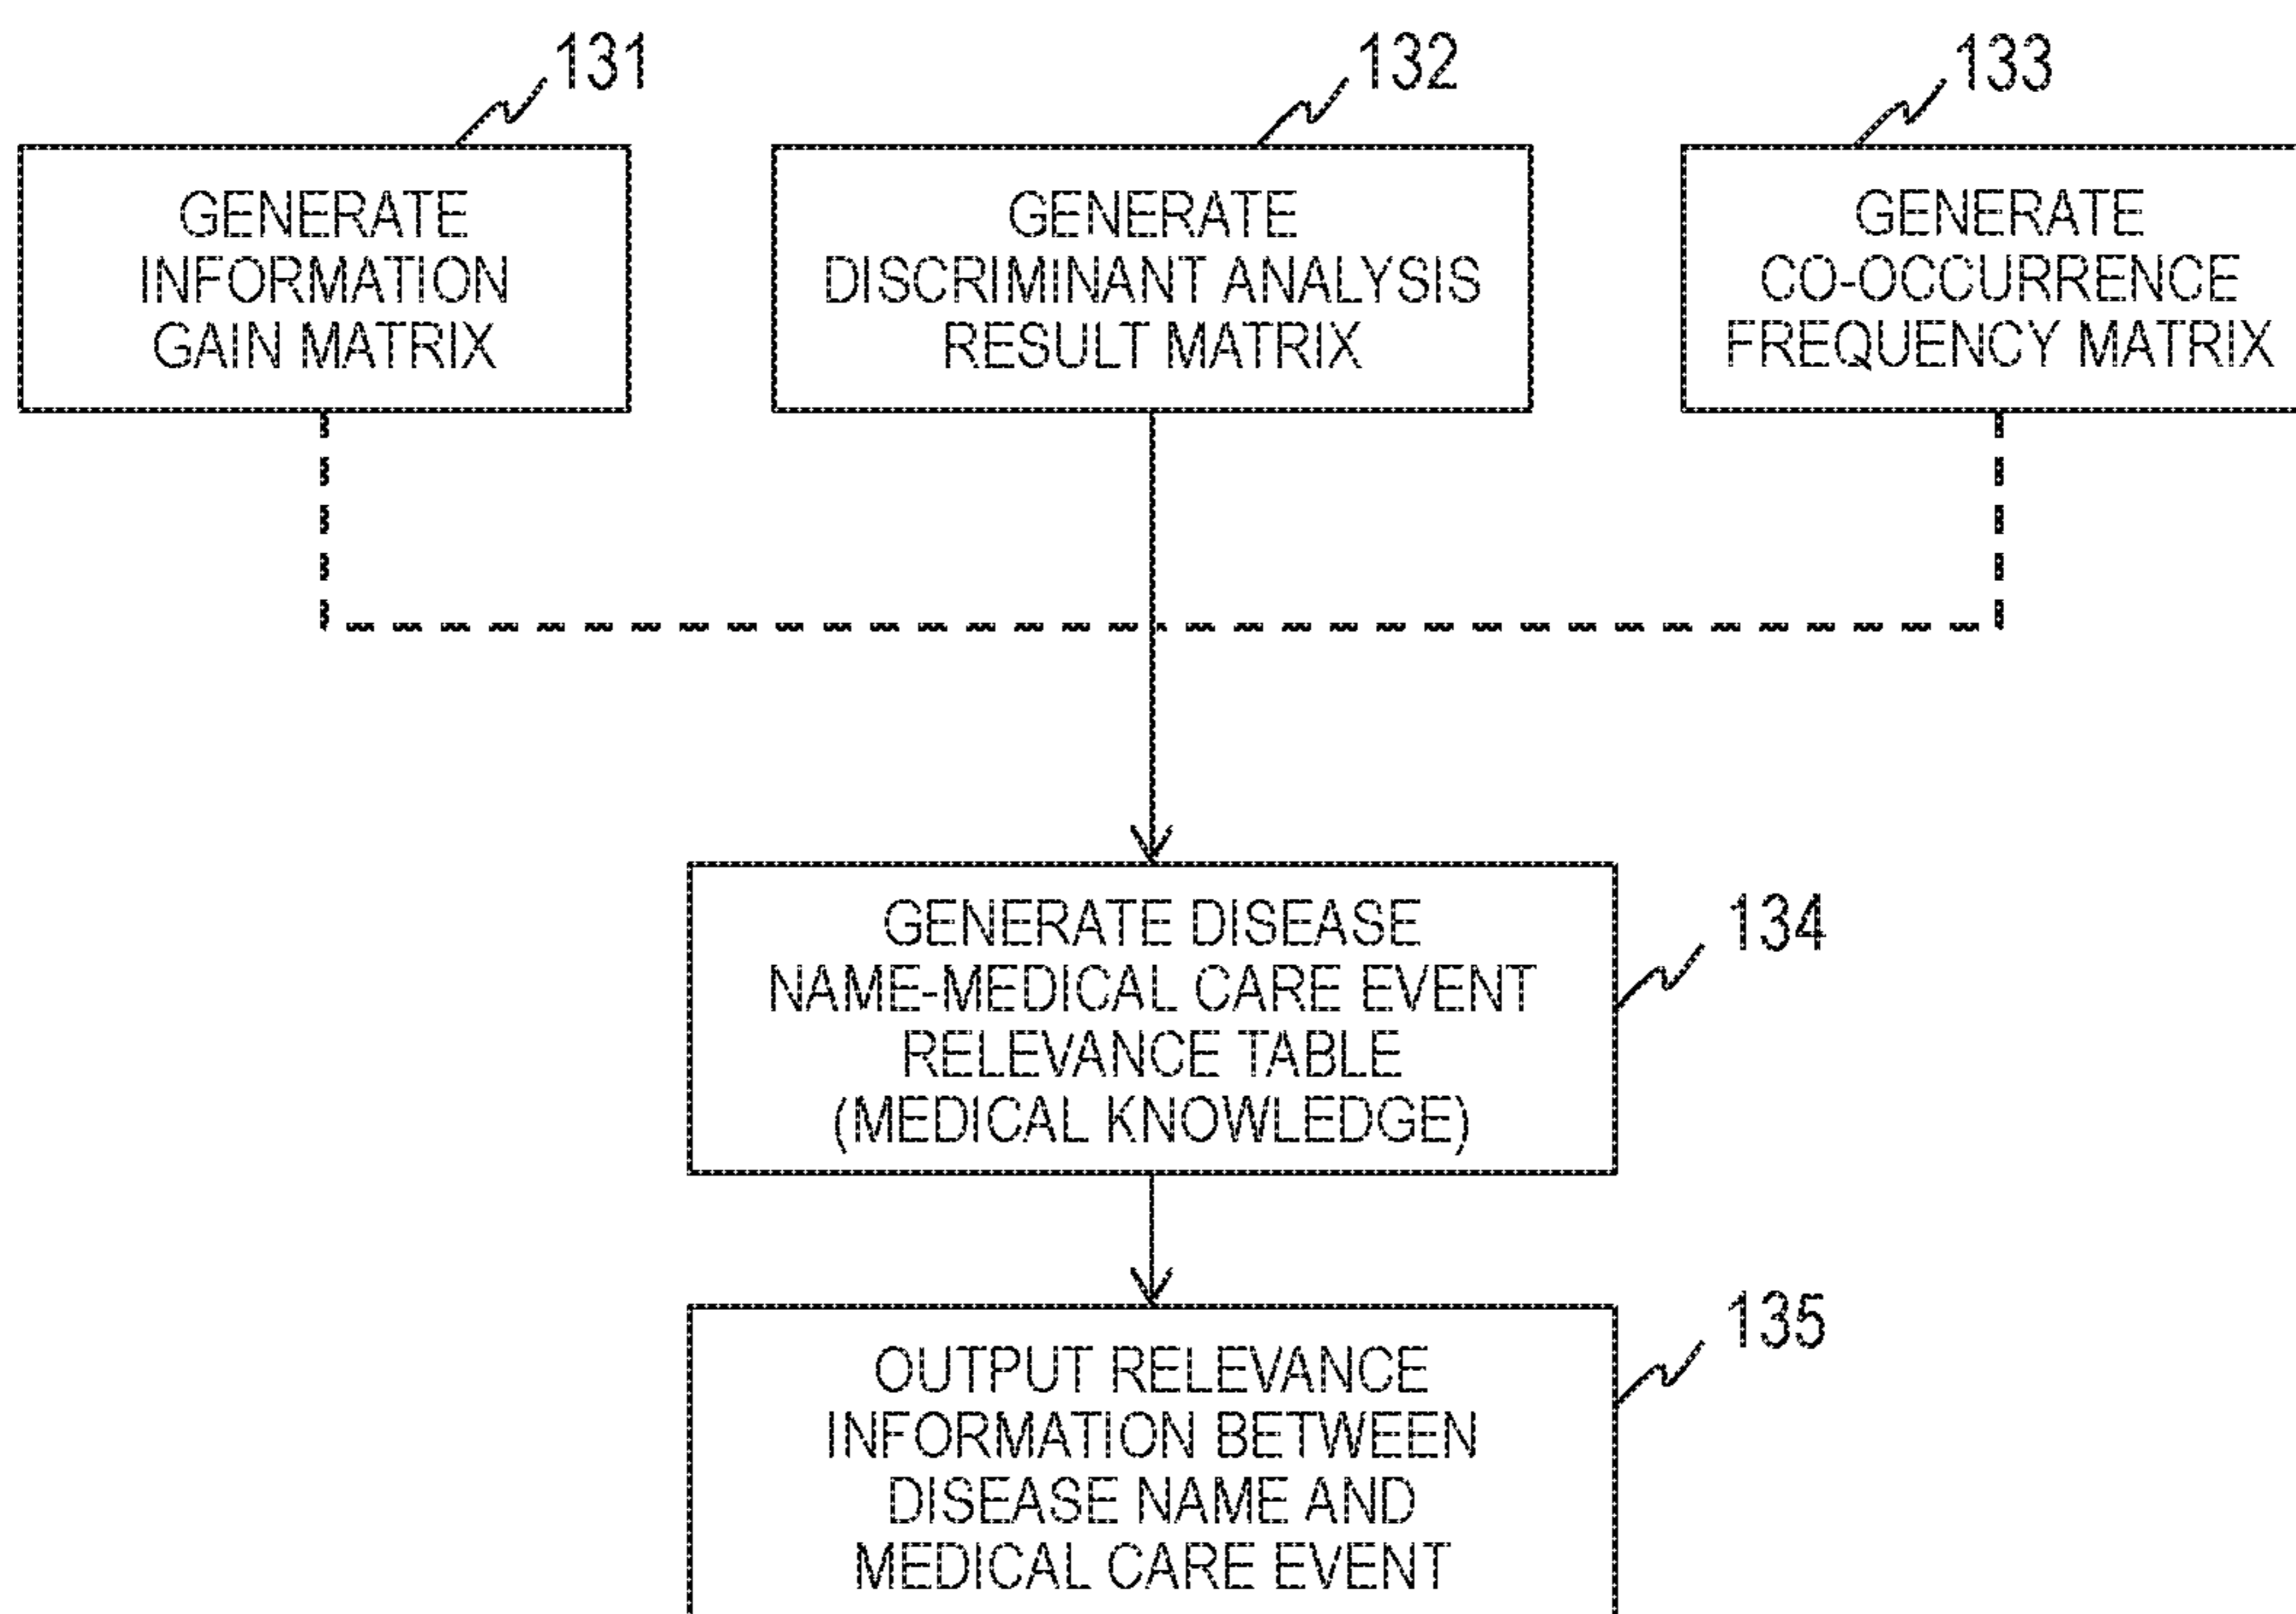 131
GENERATE
INFORMATION
GAIN MATRIX
132
GENERATE
DISCRIMINANT ANALYSIS
RESULT MATRIX
133
GENERATE
CO-OCCURRENCE
FREQUENCY MATRIX
134
GENERATE DISEASE
NAME-MEDICAL CARE EVENT
RELEVANCE TABLE
(MEDICAL KNOWLEDGE)
135
OUTPUT RELEVANCE
INFORMATION BETWEEN
DISEASE NAME AND
MEDICAL CARE EVENT